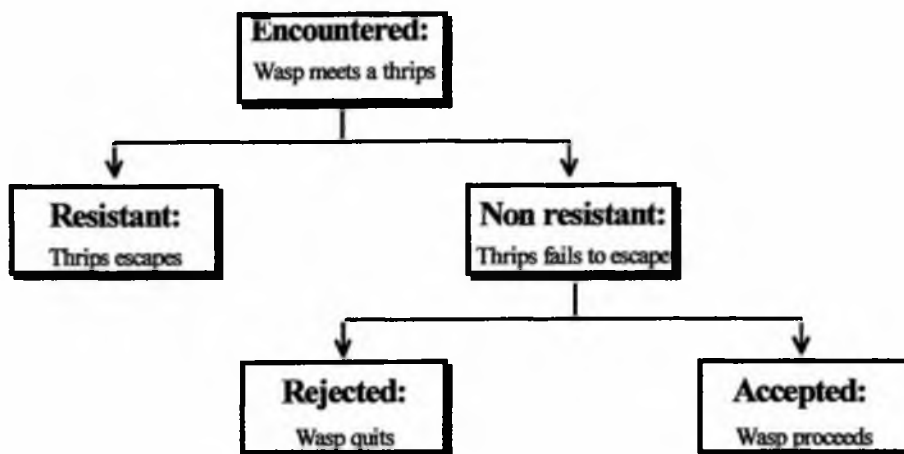 Encountered:
Wasp meets a thrips
Resistant:
Thrips escapes
Non resistant:
Thrips fails to escape
Rejected:
Wasp quits
Accepted:
Wasp proceeds